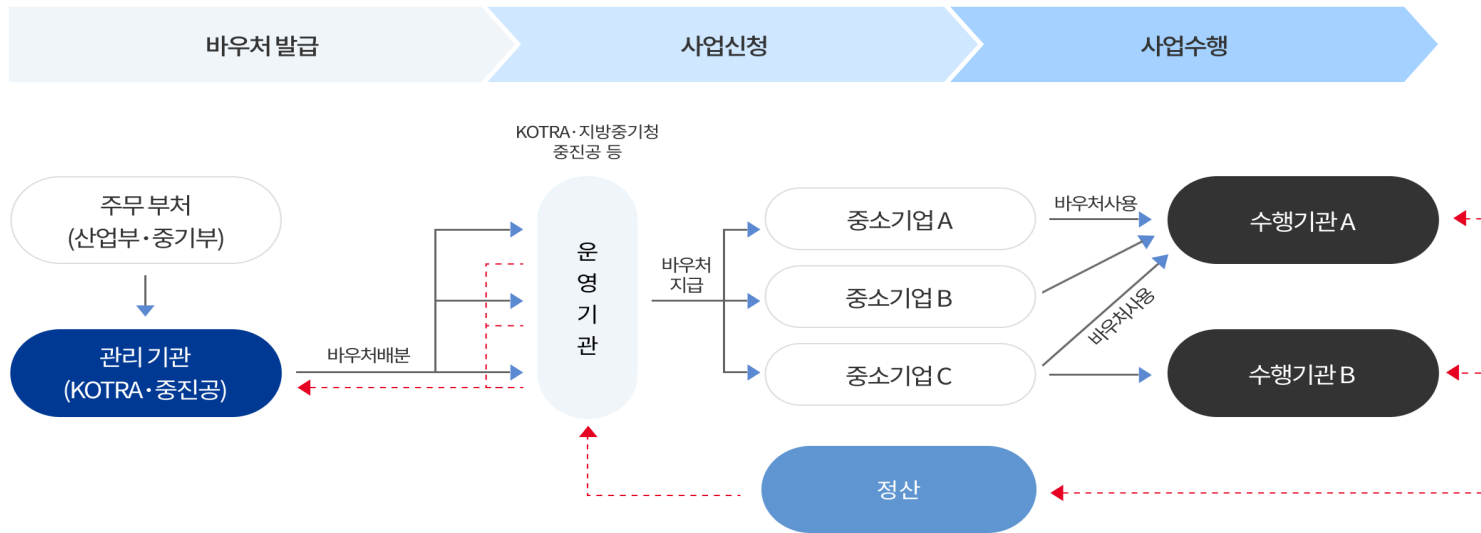 바우처 발급
사업신청
사업수행
KOTRA·지방중기청
중진공 등
주무 부처
(산업부·중기부)
관리 기관
(KOTRA·중진공)
바우처배분
운
영
기
관
바우처
지급
중소기업 A
중소기업 B
중소기업 C
바우처사용
바우처사용
수행기관 A
수행기관 B
정산